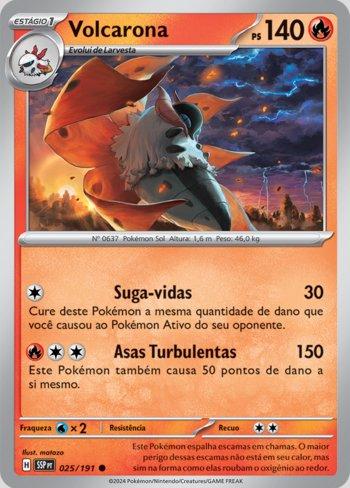 ESTÁGIO 1
Volcarona
PS 140
Evolui de Larvesta
Nº 0637 Pokémon Sol Altura: 1,6 m Peso: 46,0 kg
Suga-vidas 30
Cure deste Pokémon a mesma quantidade de dano que
você causou ao Pokémon Ativo do seu oponente.
Asas Turbulentas 150
Este Pokémon também causa 50 pontos de dano a
si mesmo.
Fraqueza ×2 Resistência Recuo
Ilust. matazo
H SSP PT 025/191
Este Pokémon espalha escamas em chamas. O maior
perigo dessas escamas não está em seu calor, mas
sim na forma como elas roubam o oxigênio ao redor.
©2024 Pokémon/Nintendo/Creatures/GAME FREAK